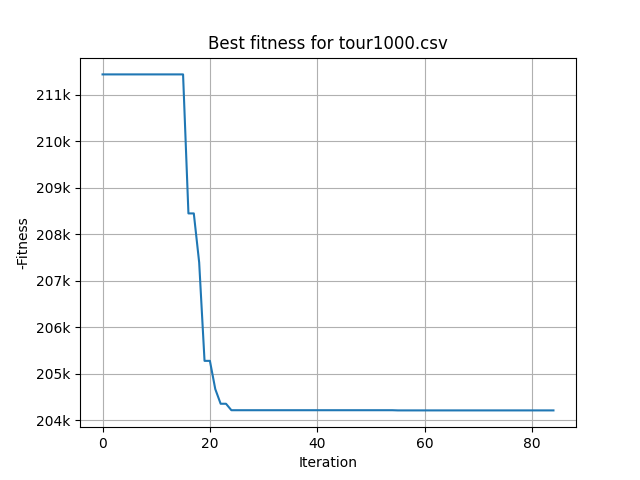 Best fitness for tour1000.csv
-Fitness
211k
210k
209k
208k
207k
206k
205k
204k
0 20 40 60 80
Iteration